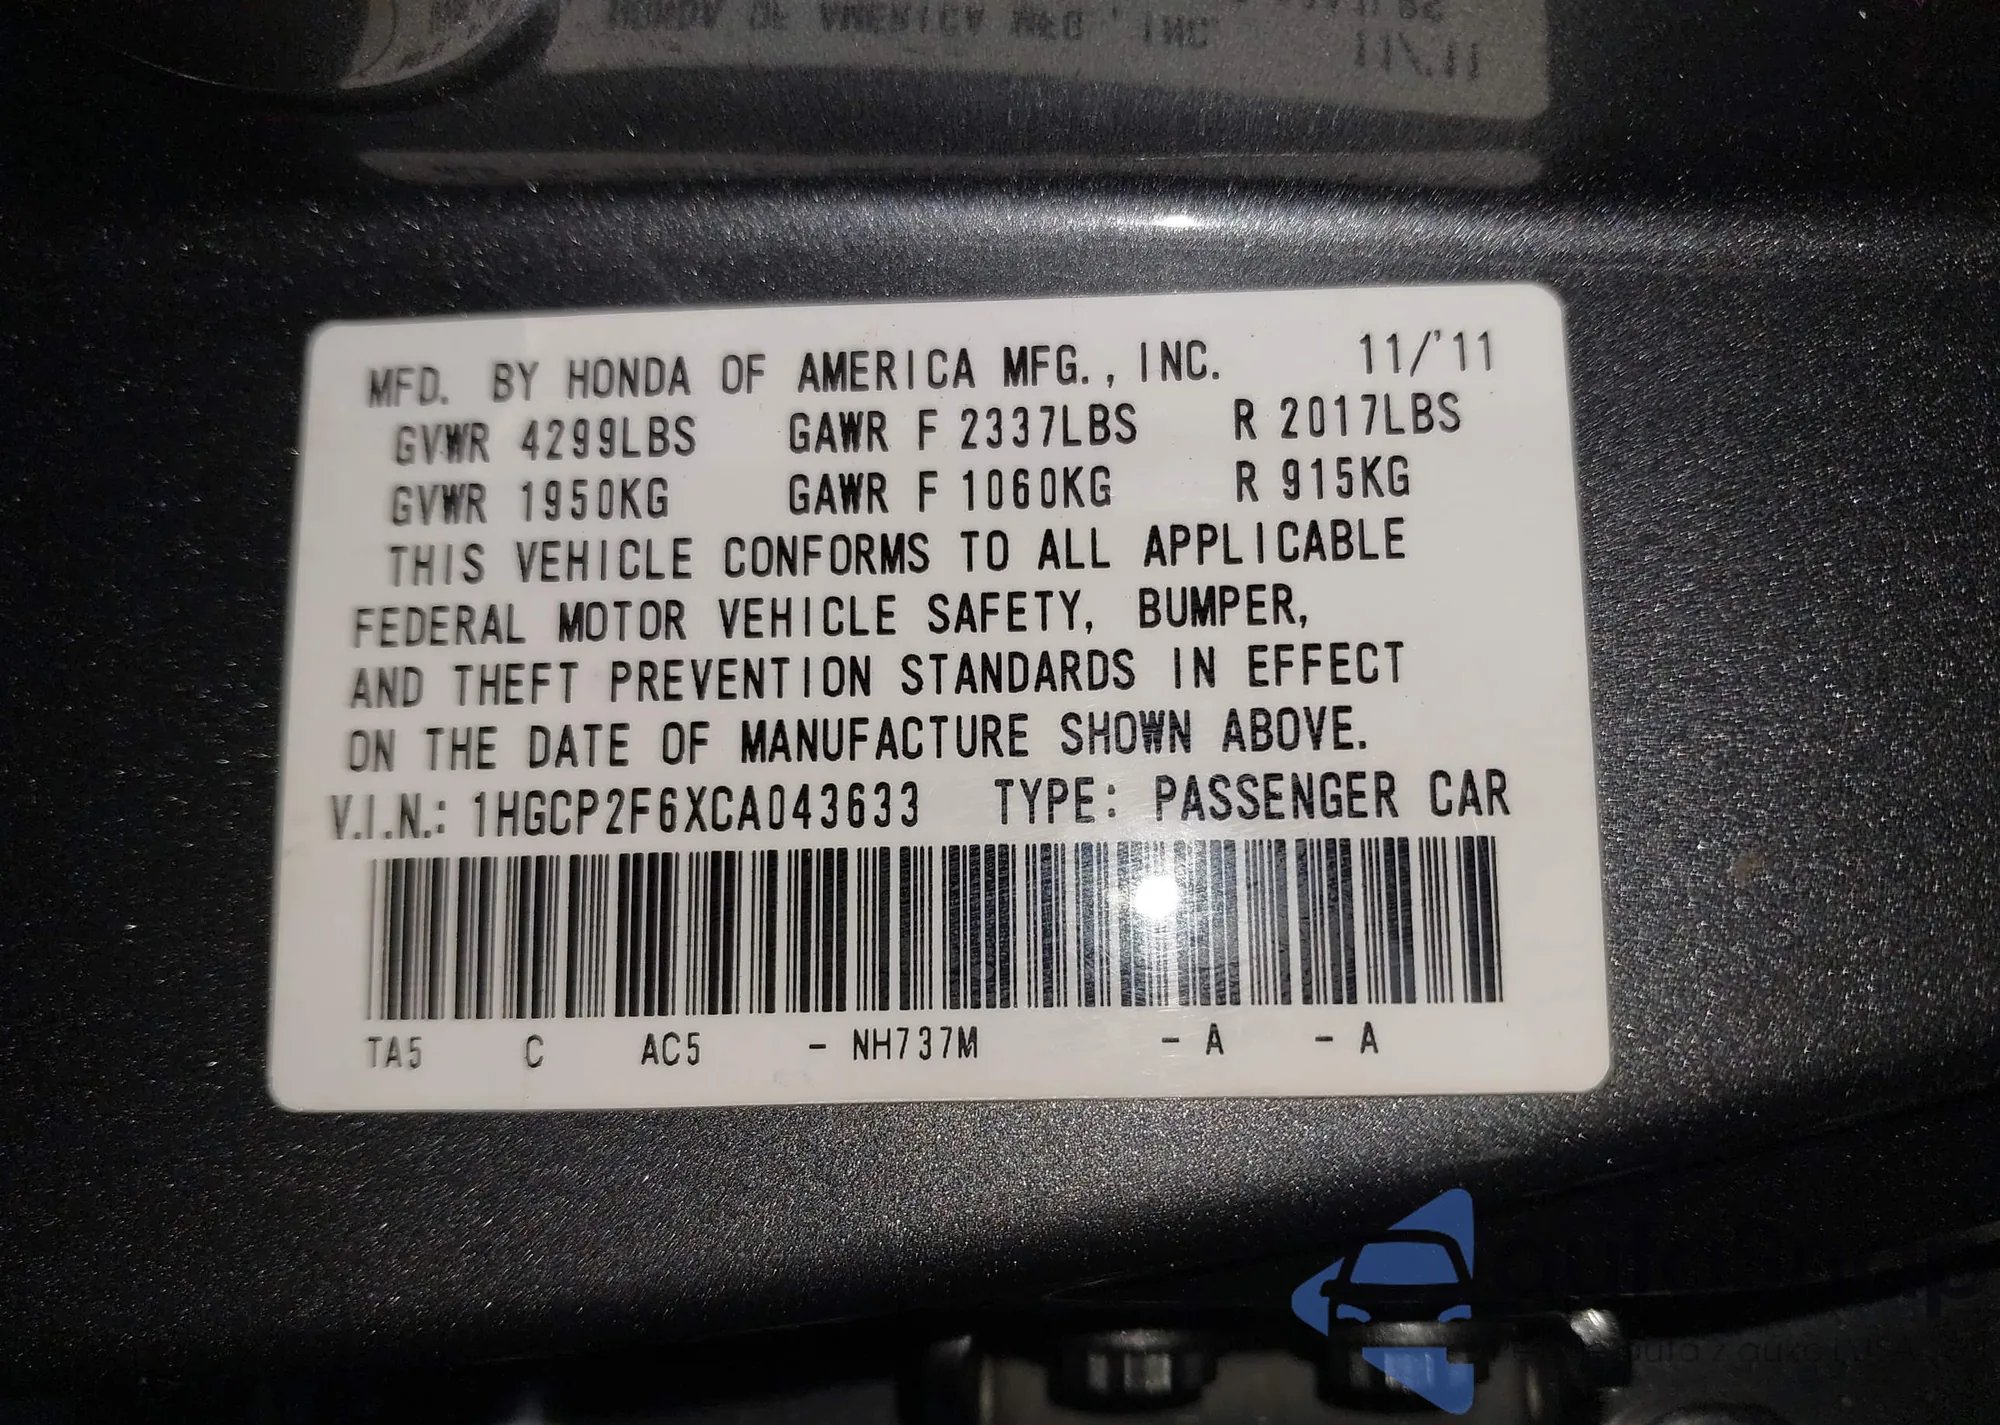 MFD. BY HONDA OF AMERICA MFG., INC. 11/'11
GVWR 4299LBS GAWR F 2337LBS R 2017LBS
GVWR 1950KG GAWR F 1060KG R 915KG
THIS VEHICLE CONFORMS TO ALL APPLICABLE
FEDERAL MOTOR VEHICLE SAFETY, BUMPER,
AND THEFT PREVENTION STANDARDS IN EFFECT
ON THE DATE OF MANUFACTURE SHOWN ABOVE.
V.I.N.: 1HGCP2F6XCA043633 TYPE: PASSENGER CAR
TA5 C AC5 - NH737M - A - A